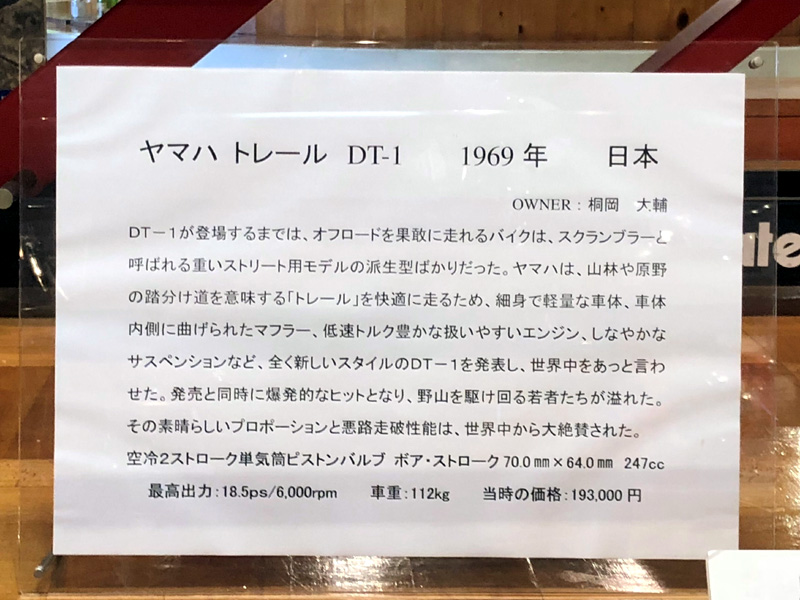 ヤマハ トレール DT-1 1969 年 日本
OWNER : 桐岡 大輔
DT－1が登場するまでは、オフロードを果敢に走れるバイクは、スクランブラーと
呼ばれる重いストリート用モデルの派生型ばかりだった。ヤマハは、山林や原野
の踏分け道を意味する「トレール」を快適に走るため、細身で軽量な車体、車体
内側に曲げられたマフラー、低速トルク豊かな扱いやすいエンジン、しなやかな
サスペンションなど、全く新しいスタイルのDT－1を発表し、世界中をあっと言わ
せた。発売と同時に爆発的なヒットとなり、野山を駆け回る若者たちが溢れた。
その素晴らしいプロポーションと悪路走破性能は、世界中から大絶賛された。
空冷2ストローク単気筒ピストンバルブ ボア・ストローク70.0㎜×64.0㎜ 247cc
最高出力：18.5ps/6,000rpm 車重：112kg 当時の価格：193,000 円